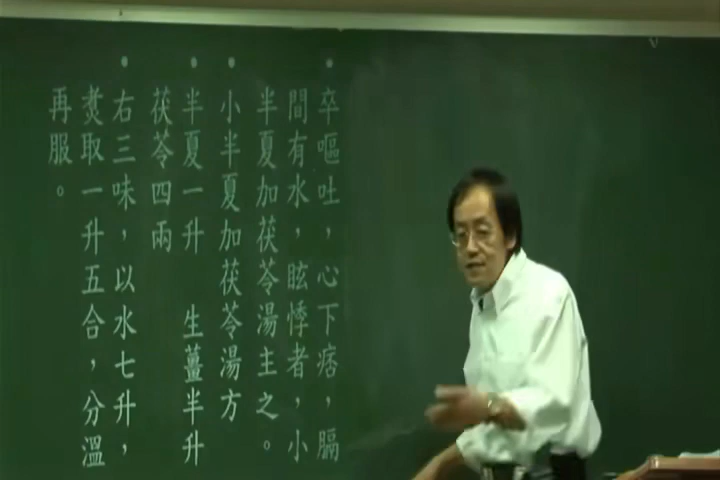 •卒嘔吐，心下痞，膈
間有水，眩悸者，小
半夏加茯苓湯主之。
•小半夏加茯苓湯方
•半夏一升　生薑半升
茯苓四兩
•右三味，以水七升，
煑取一升五合，分溫
再服。